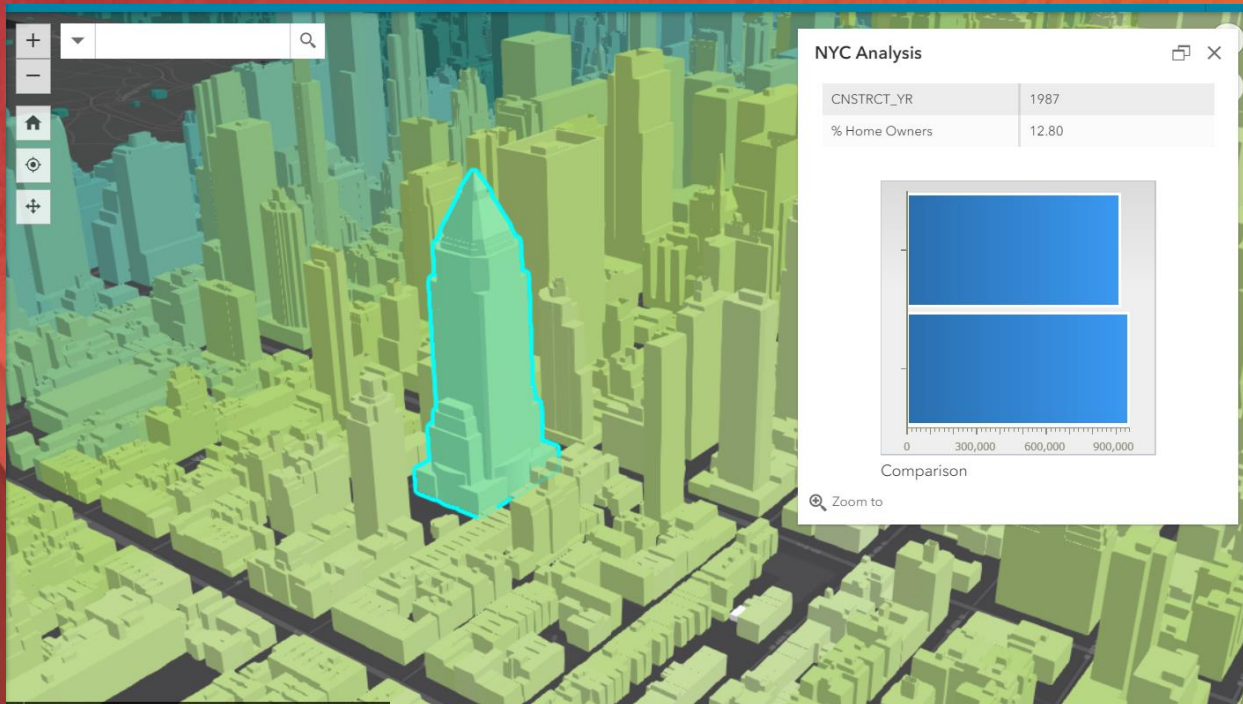 +
−
NYC Analysis
CNSTRCT_YR 1987
% Home Owners 12.80
0 300,000 600,000 900,000
Comparison
Zoom to